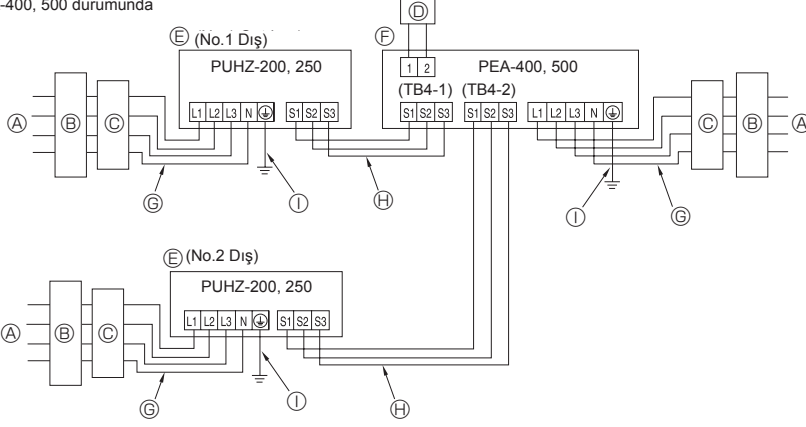 -400, 500 durumunda
D
E (No.1 Dış)
F
PUHZ-200, 250
1 2
PEA-400, 500
(TB4-1) (TB4-2)
L1 L2 L3 N S1 S2 S3
S1 S2 S3 S1 S2 S3 L1 L2 L3 N
A B C
C B A
G I H I G
E (No.2 Dış)
PUHZ-200, 250
L1 L2 L3 N S1 S2 S3
A B C
G I H